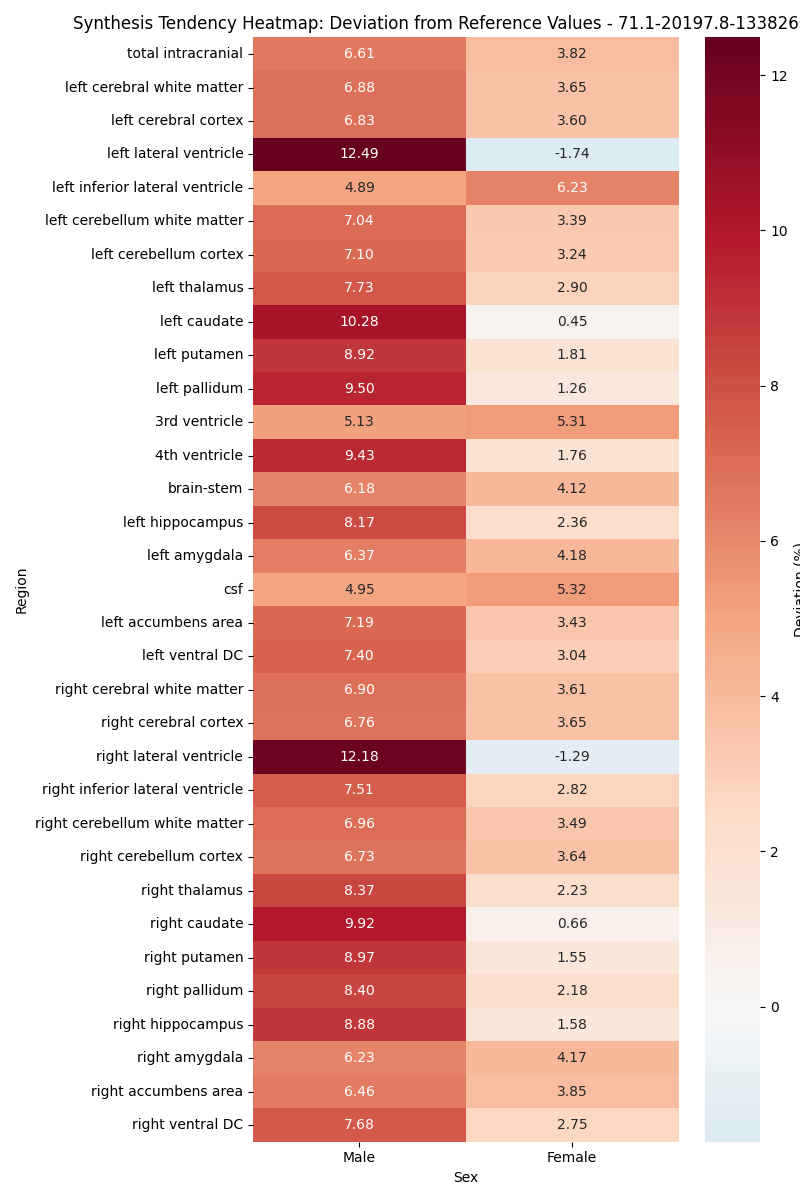 Synthesis Tendency Heatmap: Deviation from Reference Values - 71.1-20197.8-133826
total intracranial 6.61 3.82
left cerebral white matter 6.88 3.65
left cerebral cortex 6.83 3.60
left lateral ventricle 12.49 -1.74
left inferior lateral ventricle 4.89 6.23
left cerebellum white matter 7.04 3.39
left cerebellum cortex 7.10 3.24
left thalamus 7.73 2.90
left caudate 10.28 0.45
left putamen 8.92 1.81
left pallidum 9.50 1.26
3rd ventricle 5.13 5.31
4th ventricle 9.43 1.76
brain-stem 6.18 4.12
left hippocampus 8.17 2.36
left amygdala 6.37 4.18
csf 4.95 5.32
left accumbens area 7.19 3.43
left ventral DC 7.40 3.04
right cerebral white matter 6.90 3.61
right cerebral cortex 6.76 3.65
right lateral ventricle 12.18 -1.29
right inferior lateral ventricle 7.51 2.82
right cerebellum white matter 6.96 3.49
right cerebellum cortex 6.73 3.64
right thalamus 8.37 2.23
right caudate 9.92 0.66
right putamen 8.97 1.55
right pallidum 8.40 2.18
right hippocampus 8.88 1.58
right amygdala 6.23 4.17
right accumbens area 6.46 3.85
right ventral DC 7.68 2.75
Male Female
Sex
Region
12
10
8
6
4
2
0
Deviation (%)